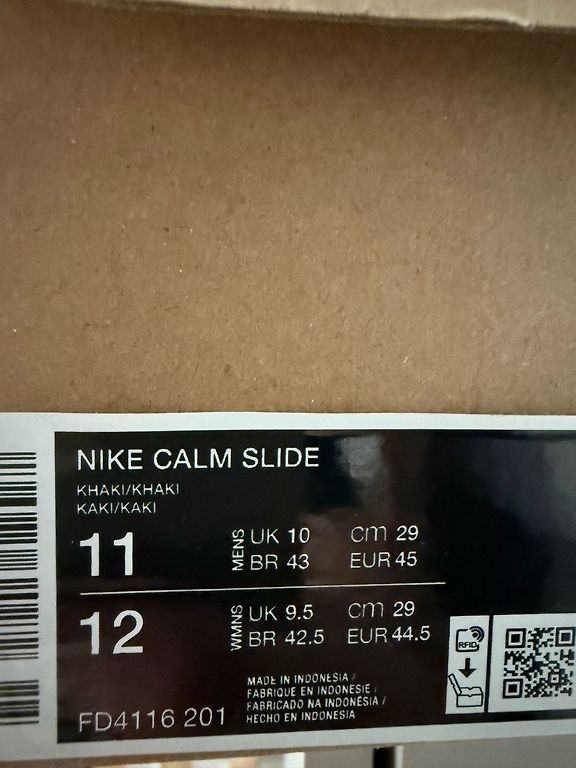 NIKE CALM SLIDE
KHAKI/KHAKI
KAKI/KAKI
11
MENS
UK 10 cm 29
BR 43 EUR 45
12
WMNS
UK 9.5 cm 29
BR 42.5 EUR 44.5
RFID
MADE IN INDONESIA /
FABRIQUE EN INDONESIE /
FABRICADO NA INDONÉSIA /
HECHO EN INDONESIA
FD4116 201